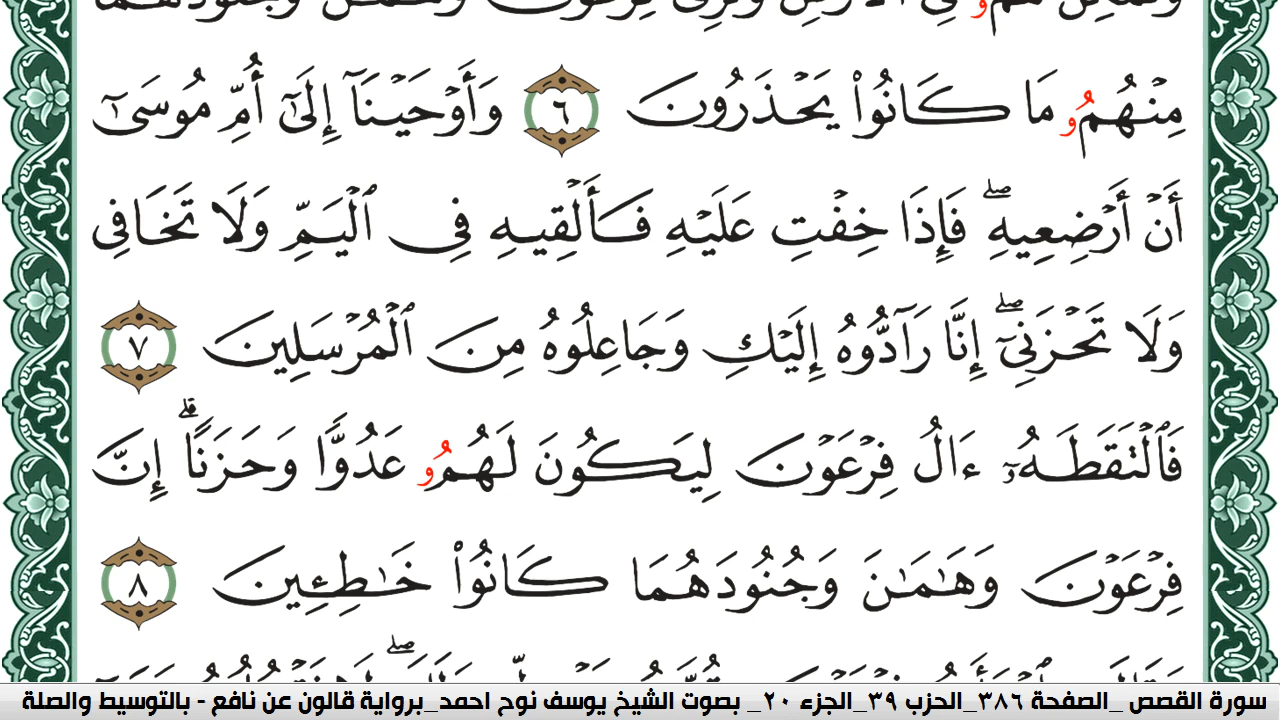 مِنْهُمُۥ مَا كَانُوا۟ يَحْذَرُونَ ٦ وَأَوْحَيْنَآ إِلَىٰٓ أُمِّ مُوسَىٰٓ
أَنْ أَرْضِعِيهِۖ فَإِذَا خِفْتِ عَلَيْهِ فَأَلْقِيهِ فِى اِ۬لْيَمِّ وَلَا تَخَافِى
وَلَا تَحْزَنِىٓۖ إِنَّا رَآدُّوهُ إِلَيْكِ وَجَاعِلُوهُ مِنَ اَ۬لْمُرْسَلِينَ ٧
فَالْتَقَطَهُۥٓ ءَالُ فِرْعَوْنَ لِيَكُونَ لَهُمُۥ عَدُوًّا وَحَزَنًاۗ إِنَّ
فِرْعَوْنَ وَهَٰمَٰنَ وَجُنُودَهُمَا كَانُوا۟ خَٰطِـِٕينَ ٨
سورة القصص _الصفحة ٣٨٦_الحزب ٣٩_الجزء ٢٠_ بصوت الشيخ يوسف نوح احمد_برواية قالون عن نافع - بالتوسيط والصلة